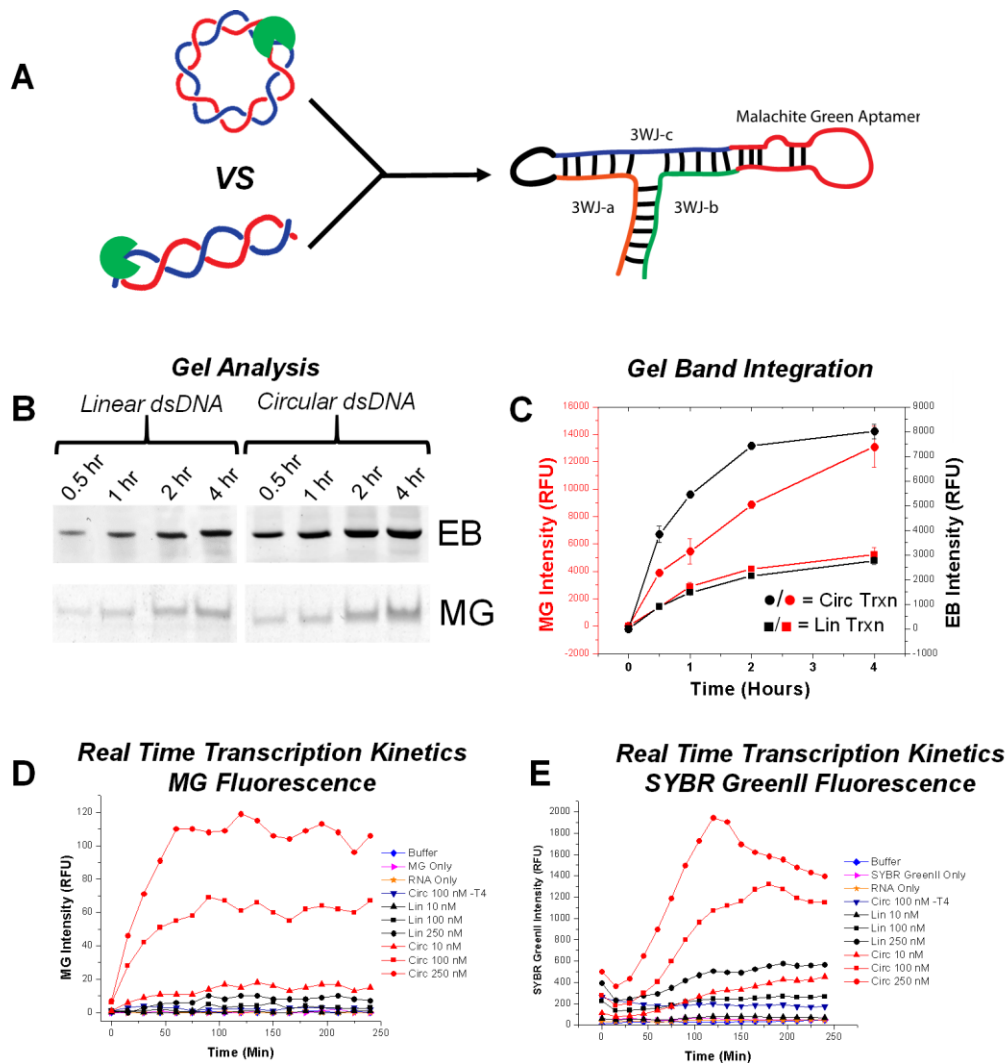 A
VS
3WJ-c
Malachite Green Aptamer
3WJ-a
3WJ-b
Gel Analysis
B
Linear dsDNA
Circular dsDNA
0.5 hr
1 hr
2 hr
4 hr
0.5 hr
1 hr
2 hr
4 hr
EB
MG
Gel Band Integration
C
MG Intensity (RFU)
16000
14000
12000
10000
8000
6000
4000
2000
0
-2000
9000
8000
7000
6000
5000
4000
3000
2000
1000
0
-1000
EB Intensity (RFU)
●/● = Circ Trxn
■/■ = Lin Trxn
0
1
2
3
4
Time (Hours)
Real Time Transcription Kinetics
MG Fluorescence
D
MG Intensity (RFU)
120
100
80
60
40
20
0
0
50
100
150
200
250
Time (Min)
Buffer
MG Only
RNA Only
Circ 100 nM -T4
Lin 10 nM
Lin 100 nM
Lin 250 nM
Circ 10 nM
Circ 100 nM
Circ 250 nM
Real Time Transcription Kinetics
SYBR GreenII Fluorescence
E
SYBR GreenII Intensity (RFU)
2000
1800
1600
1400
1200
1000
800
600
400
200
0
0
50
100
150
200
250
Time (Min)
Buffer
SYBR GreenII Only
RNA Only
Circ 100 nM -T4
Lin 10 nM
Lin 100 nM
Lin 250 nM
Circ 10 nM
Circ 100 nM
Circ 250 nM